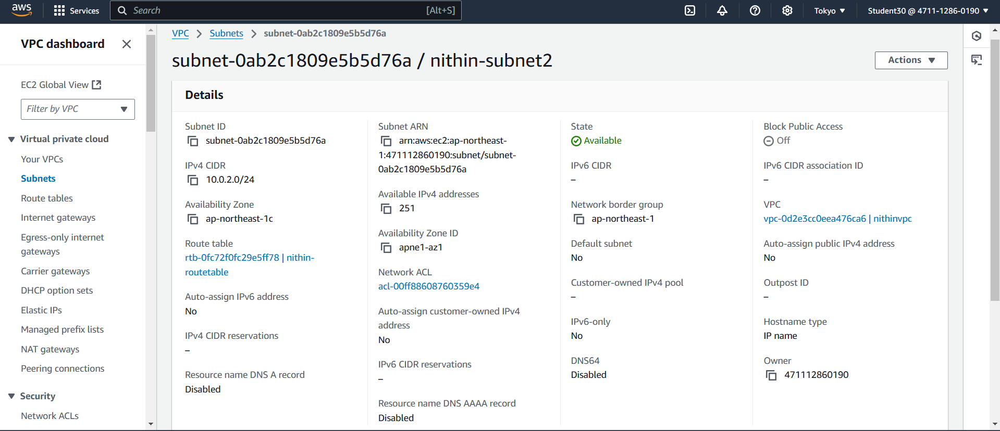 aws
Services
Search
[Alt+S]
Tokyo
Student30 @ 4711-1286-0190
VPC dashboard
EC2 Global View
Filter by VPC
Virtual private cloud
Your VPCs
Subnets
Route tables
Internet gateways
Egress-only internet
gateways
Carrier gateways
DHCP option sets
Elastic IPs
Managed prefix lists
NAT gateways
Peering connections
Security
Network ACLs
VPC
Subnets
subnet-0ab2c1809e5b5d76a
subnet-0ab2c1809e5b5d76a / nithin-subnet2
Actions
Details
Subnet ID
subnet-0ab2c1809e5b5d76a
IPv4 CIDR
10.0.2.0/24
Availability Zone
ap-northeast-1c
Route table
rtb-0fc72f0fc29e5ff78 | nithin-
routetable
Auto-assign IPv6 address
No
IPv4 CIDR reservations
–
Resource name DNS A record
Disabled
Subnet ARN
arn:aws:ec2:ap-northeast-
1:471112860190:subnet/subnet-
0ab2c1809e5b5d76a
Available IPv4 addresses
251
Availability Zone ID
apne1-az1
Network ACL
acl-00ff88608760359e4
Auto-assign customer-owned IPv4
address
No
IPv6 CIDR reservations
–
Resource name DNS AAAA record
Disabled
State
Available
IPv6 CIDR
–
Network border group
ap-northeast-1
Default subnet
No
Customer-owned IPv4 pool
–
IPv6-only
No
DNS64
Disabled
Block Public Access
Off
IPv6 CIDR association ID
–
VPC
vpc-0d2e3cc0eea476ca6 | nithinvpc
Auto-assign public IPv4 address
No
Outpost ID
–
Hostname type
IP name
Owner
471112860190